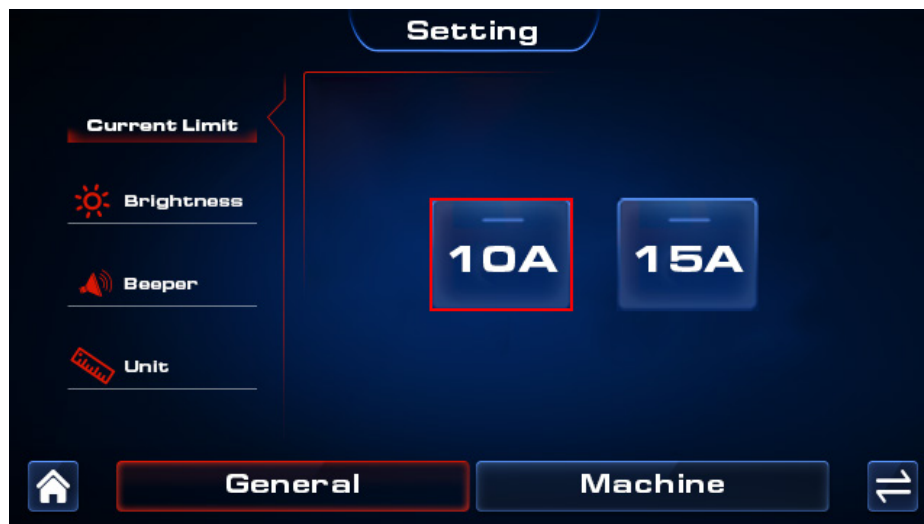 Setting
Current Limit
Brightness
Beeper
Unit
10A
15A
General
Machine